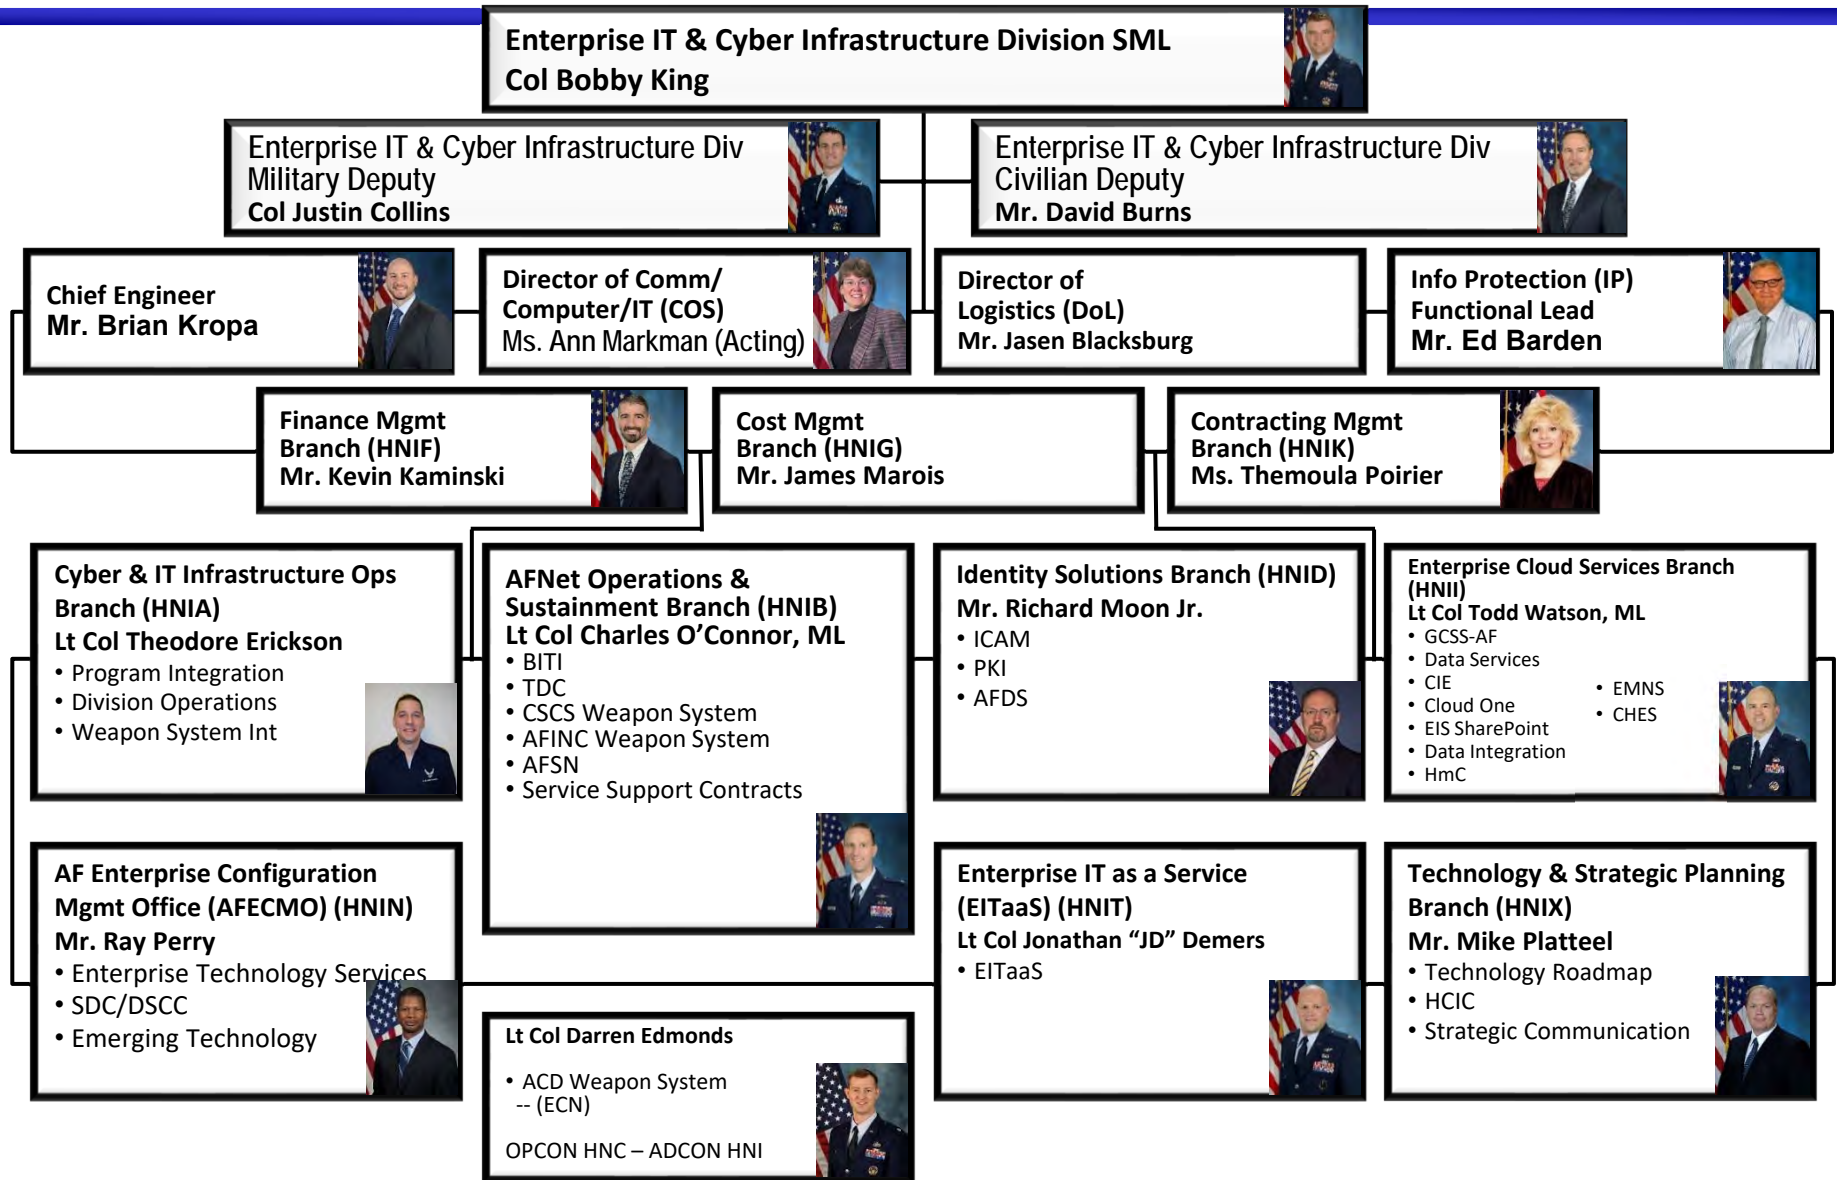 Enterprise IT & Cyber Infrastructure Division SML
Col Bobby King
Enterprise IT & Cyber Infrastructure Div
Military Deputy
Col Justin Collins
Enterprise IT & Cyber Infrastructure Div
Civilian Deputy
Mr. David Burns
Chief Engineer
Mr. Brian Kropa
Director of Comm/
Computer/IT (COS)
Ms. Ann Markman (Acting)
Director of
Logistics (DoL)
Mr. Jasen Blacksburg
Info Protection (IP)
Functional Lead
Mr. Ed Barden
Finance Mgmt
Branch (HNIF)
Mr. Kevin Kaminski
Cost Mgmt
Branch (HNIG)
Mr. James Marois
Contracting Mgmt
Branch (HNIK)
Ms. Themoula Poirier
Cyber & IT Infrastructure Ops
Branch (HNIA)
Lt Col Theodore Erickson
• Program Integration
• Division Operations
• Weapon System Int
AFNet Operations &
Sustainment Branch (HNIB)
Lt Col Charles O’Connor, ML
• BITI
• TDC
• CSCS Weapon System
• AFINC Weapon System
• AFSN
• Service Support Contracts
Identity Solutions Branch (HNID)
Mr. Richard Moon Jr.
• ICAM
• PKI
• AFDS
Enterprise Cloud Services Branch
(HNII)
Lt Col Todd Watson, ML
• GCSS-AF
• Data Services
• CIE
• Cloud One
• EIS SharePoint
• Data Integration
• HmC
• EMNS
• CHES
AF Enterprise Configuration
Mgmt Office (AFECMO) (HNIN)
Mr. Ray Perry
• Enterprise Technology Services
• SDC/DSCC
• Emerging Technology
Lt Col Darren Edmonds
• ACD Weapon System
-- (ECN)
OPCON HNC – ADCON HNI
Enterprise IT as a Service
(EITaaS) (HNIT)
Lt Col Jonathan “JD” Demers
• EITaaS
Technology & Strategic Planning
Branch (HNIX)
Mr. Mike Platteel
• Technology Roadmap
• HCIC
• Strategic Communication